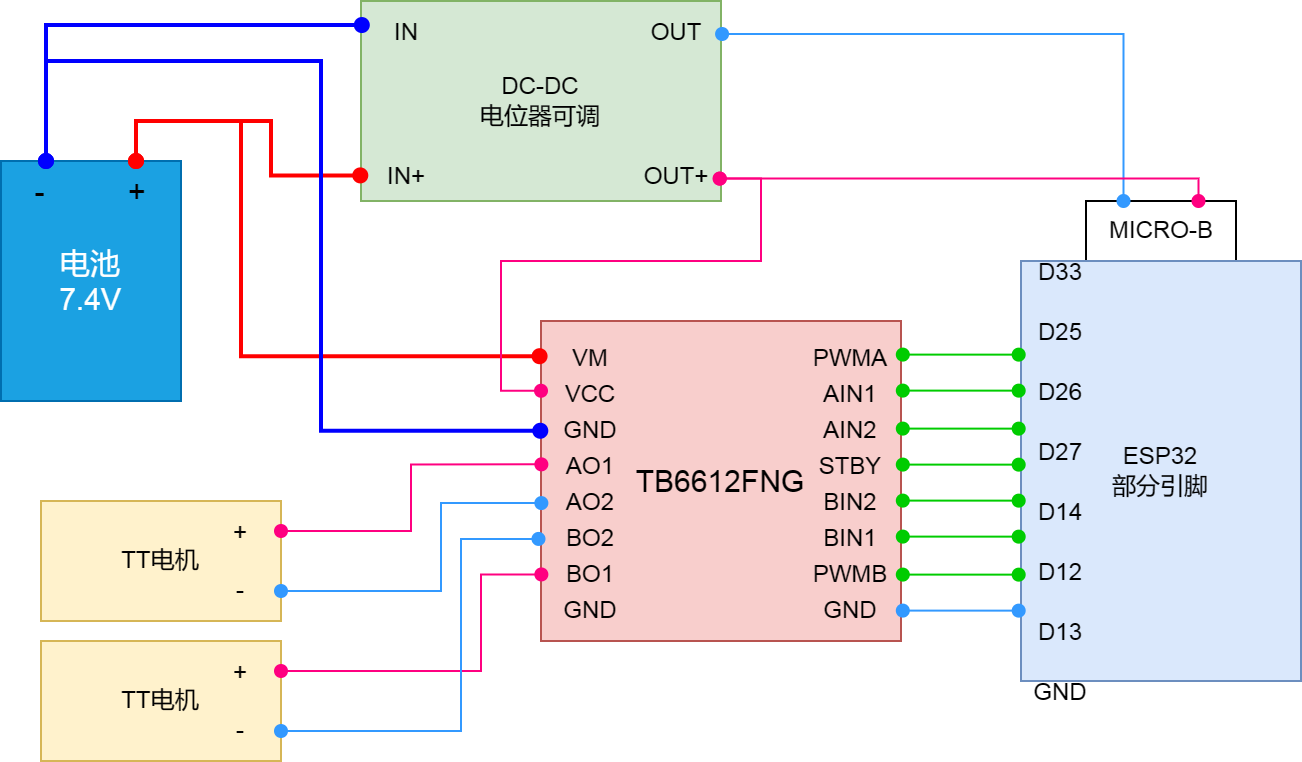 IN
OUT
DC-DC
电位器可调
IN+
OUT+
-
+
电池
7.4V
MICRO-B
D33
D25
D26
D27
D14
D12
D13
GND
ESP32
部分引脚
VM
VCC
GND
AO1
AO2
BO2
BO1
GND
TB6612FNG
PWMA
AIN1
AIN2
STBY
BIN2
BIN1
PWMB
GND
+
TT电机
-
+
TT电机
-